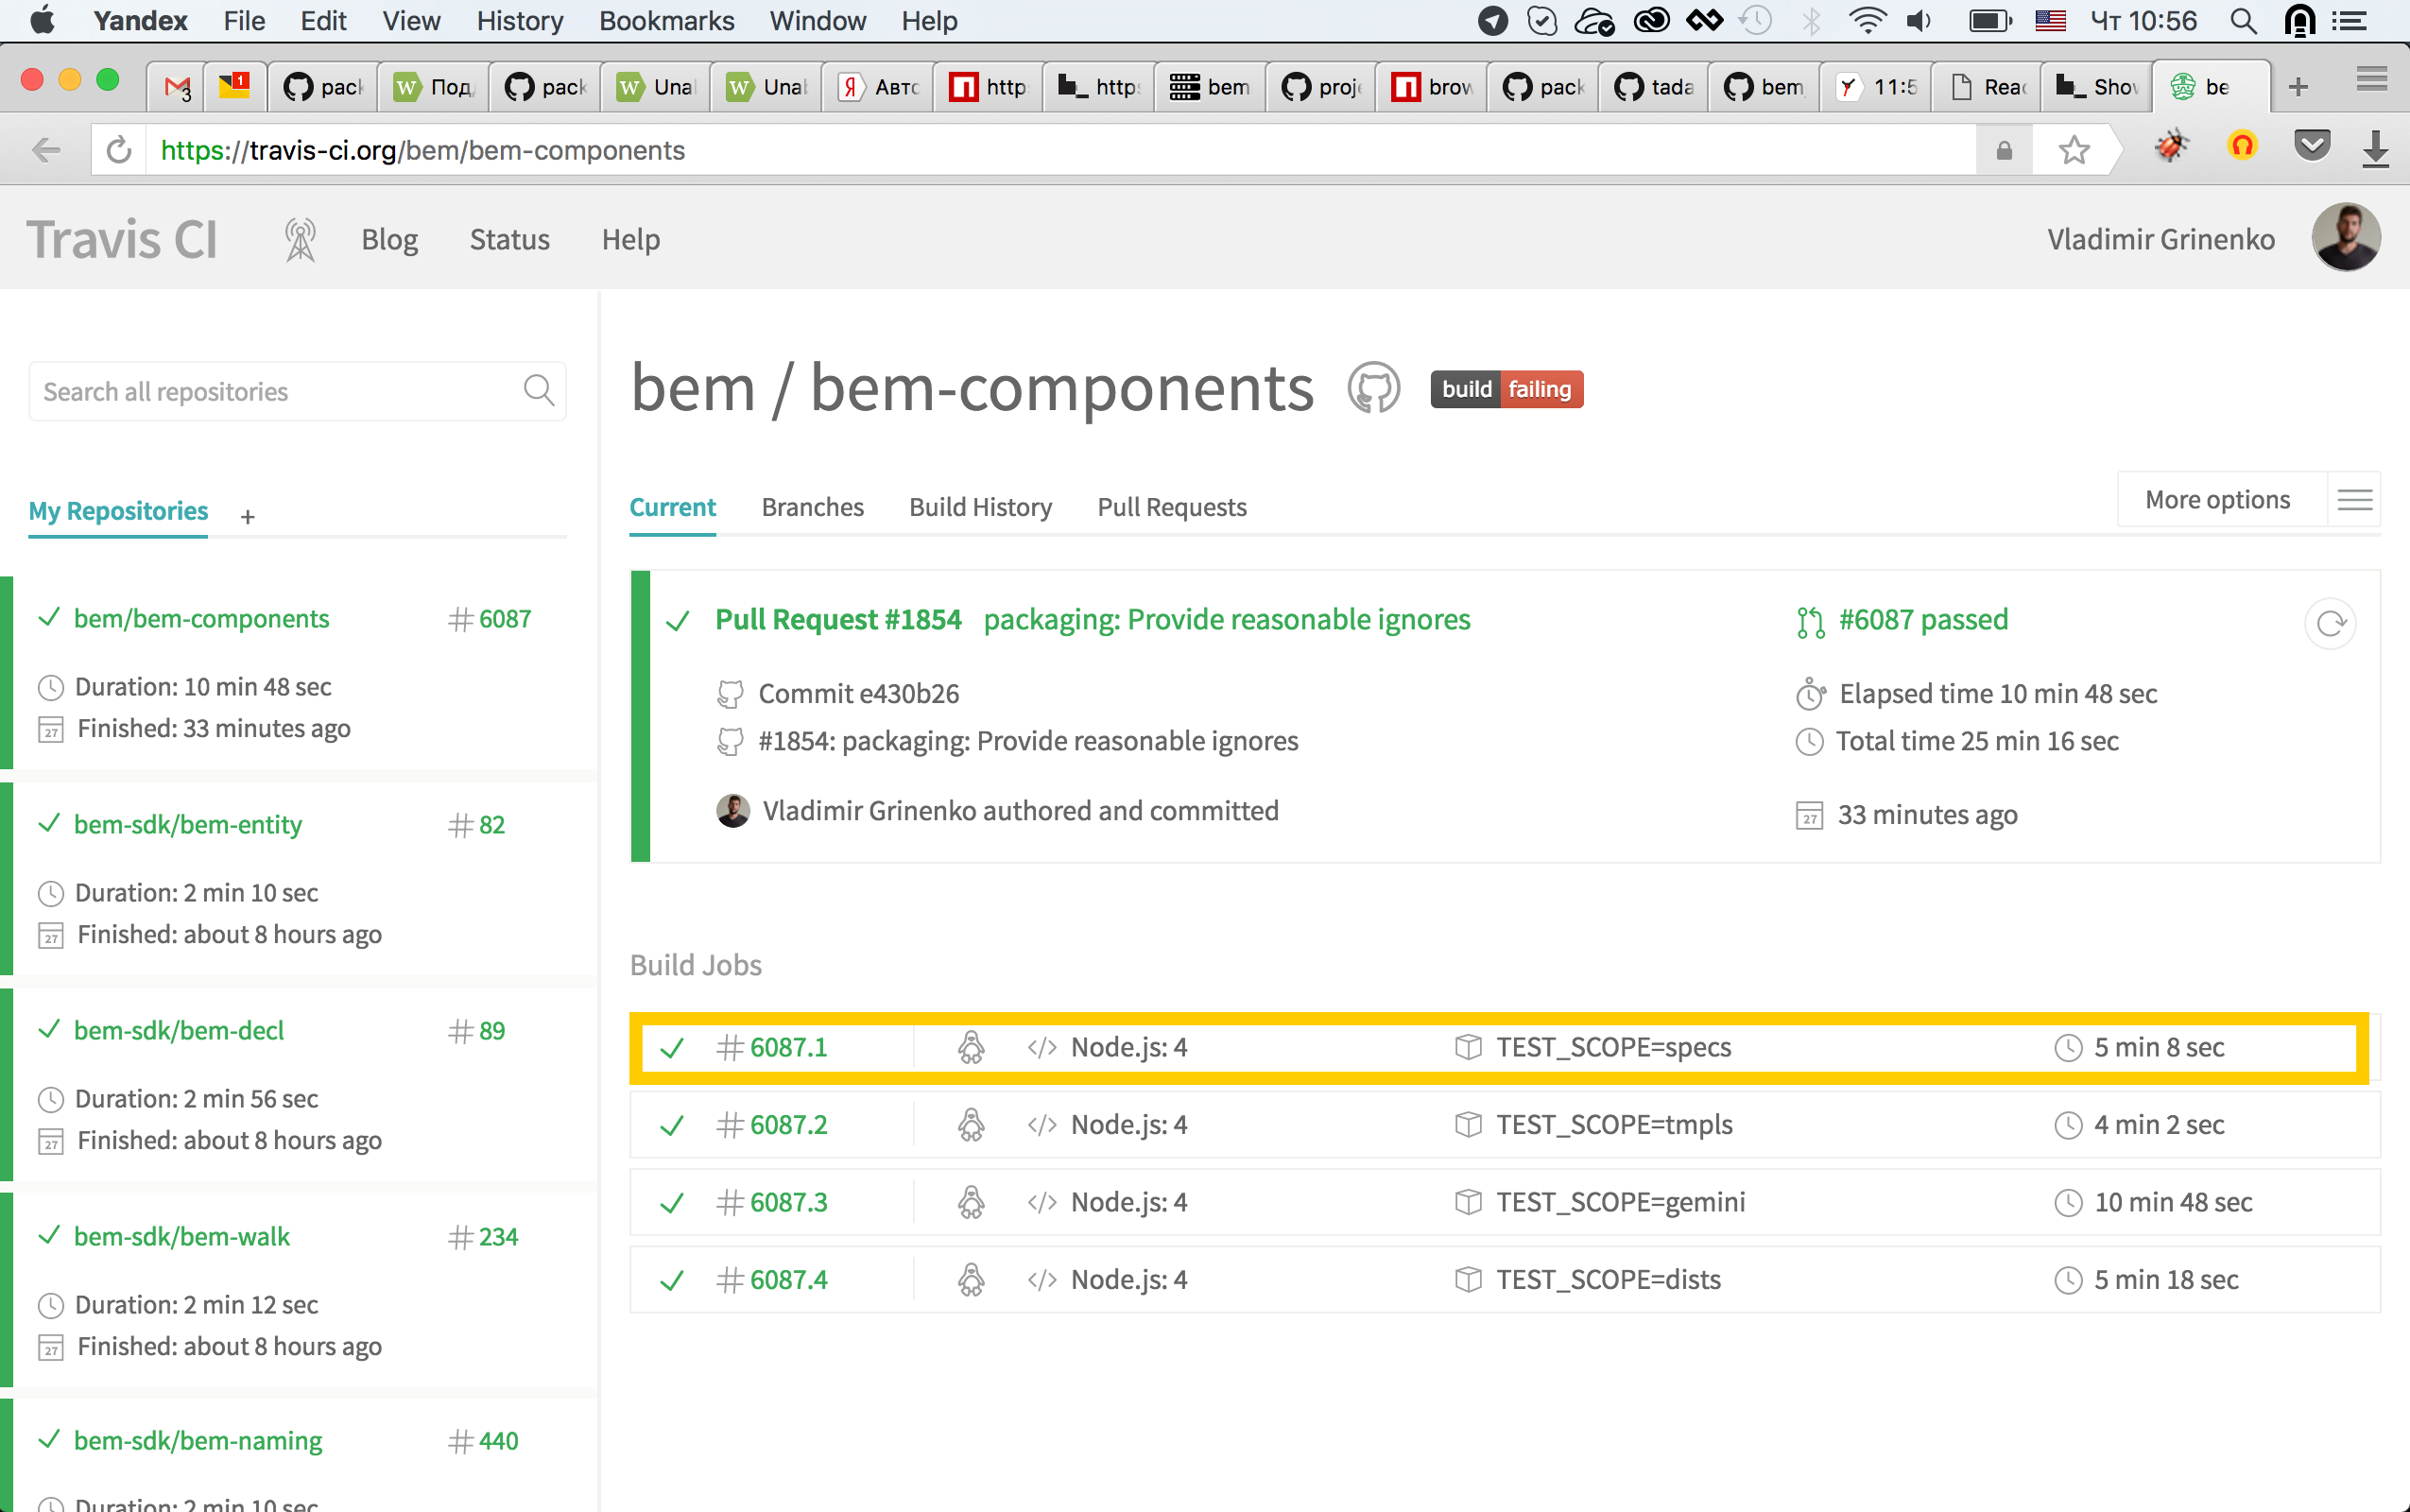 Yandex File Edit View History Bookmarks Window Help Чт 10:56
3 1 pack Под pack Una Una Авто http http bem proje brow pack tada bem 11:5 Reac Show be
https://travis-ci.org/bem/bem-components
Travis CI Blog Status Help Vladimir Grinenko
Search all repositories
My Repositories +
bem/bem-components # 6087
Duration: 10 min 48 sec
27 Finished: 33 minutes ago
bem-sdk/bem-entity # 82
Duration: 2 min 10 sec
27 Finished: about 8 hours ago
bem-sdk/bem-decl # 89
Duration: 2 min 56 sec
27 Finished: about 8 hours ago
bem-sdk/bem-walk # 234
Duration: 2 min 12 sec
27 Finished: about 8 hours ago
bem-sdk/bem-naming # 440
Duration: 2 min 10 sec
bem / bem-components build failing
Current Branches Build History Pull Requests More options
Pull Request #1854 packaging: Provide reasonable ignores
Commit e430b26
#1854: packaging: Provide reasonable ignores
Vladimir Grinenko authored and committed
#6087 passed
Elapsed time 10 min 48 sec
Total time 25 min 16 sec
27 33 minutes ago
Build Jobs
# 6087.1 </> Node.js: 4 TEST_SCOPE=specs 5 min 8 sec
# 6087.2 </> Node.js: 4 TEST_SCOPE=tmpls 4 min 2 sec
# 6087.3 </> Node.js: 4 TEST_SCOPE=gemini 10 min 48 sec
# 6087.4 </> Node.js: 4 TEST_SCOPE=dists 5 min 18 sec